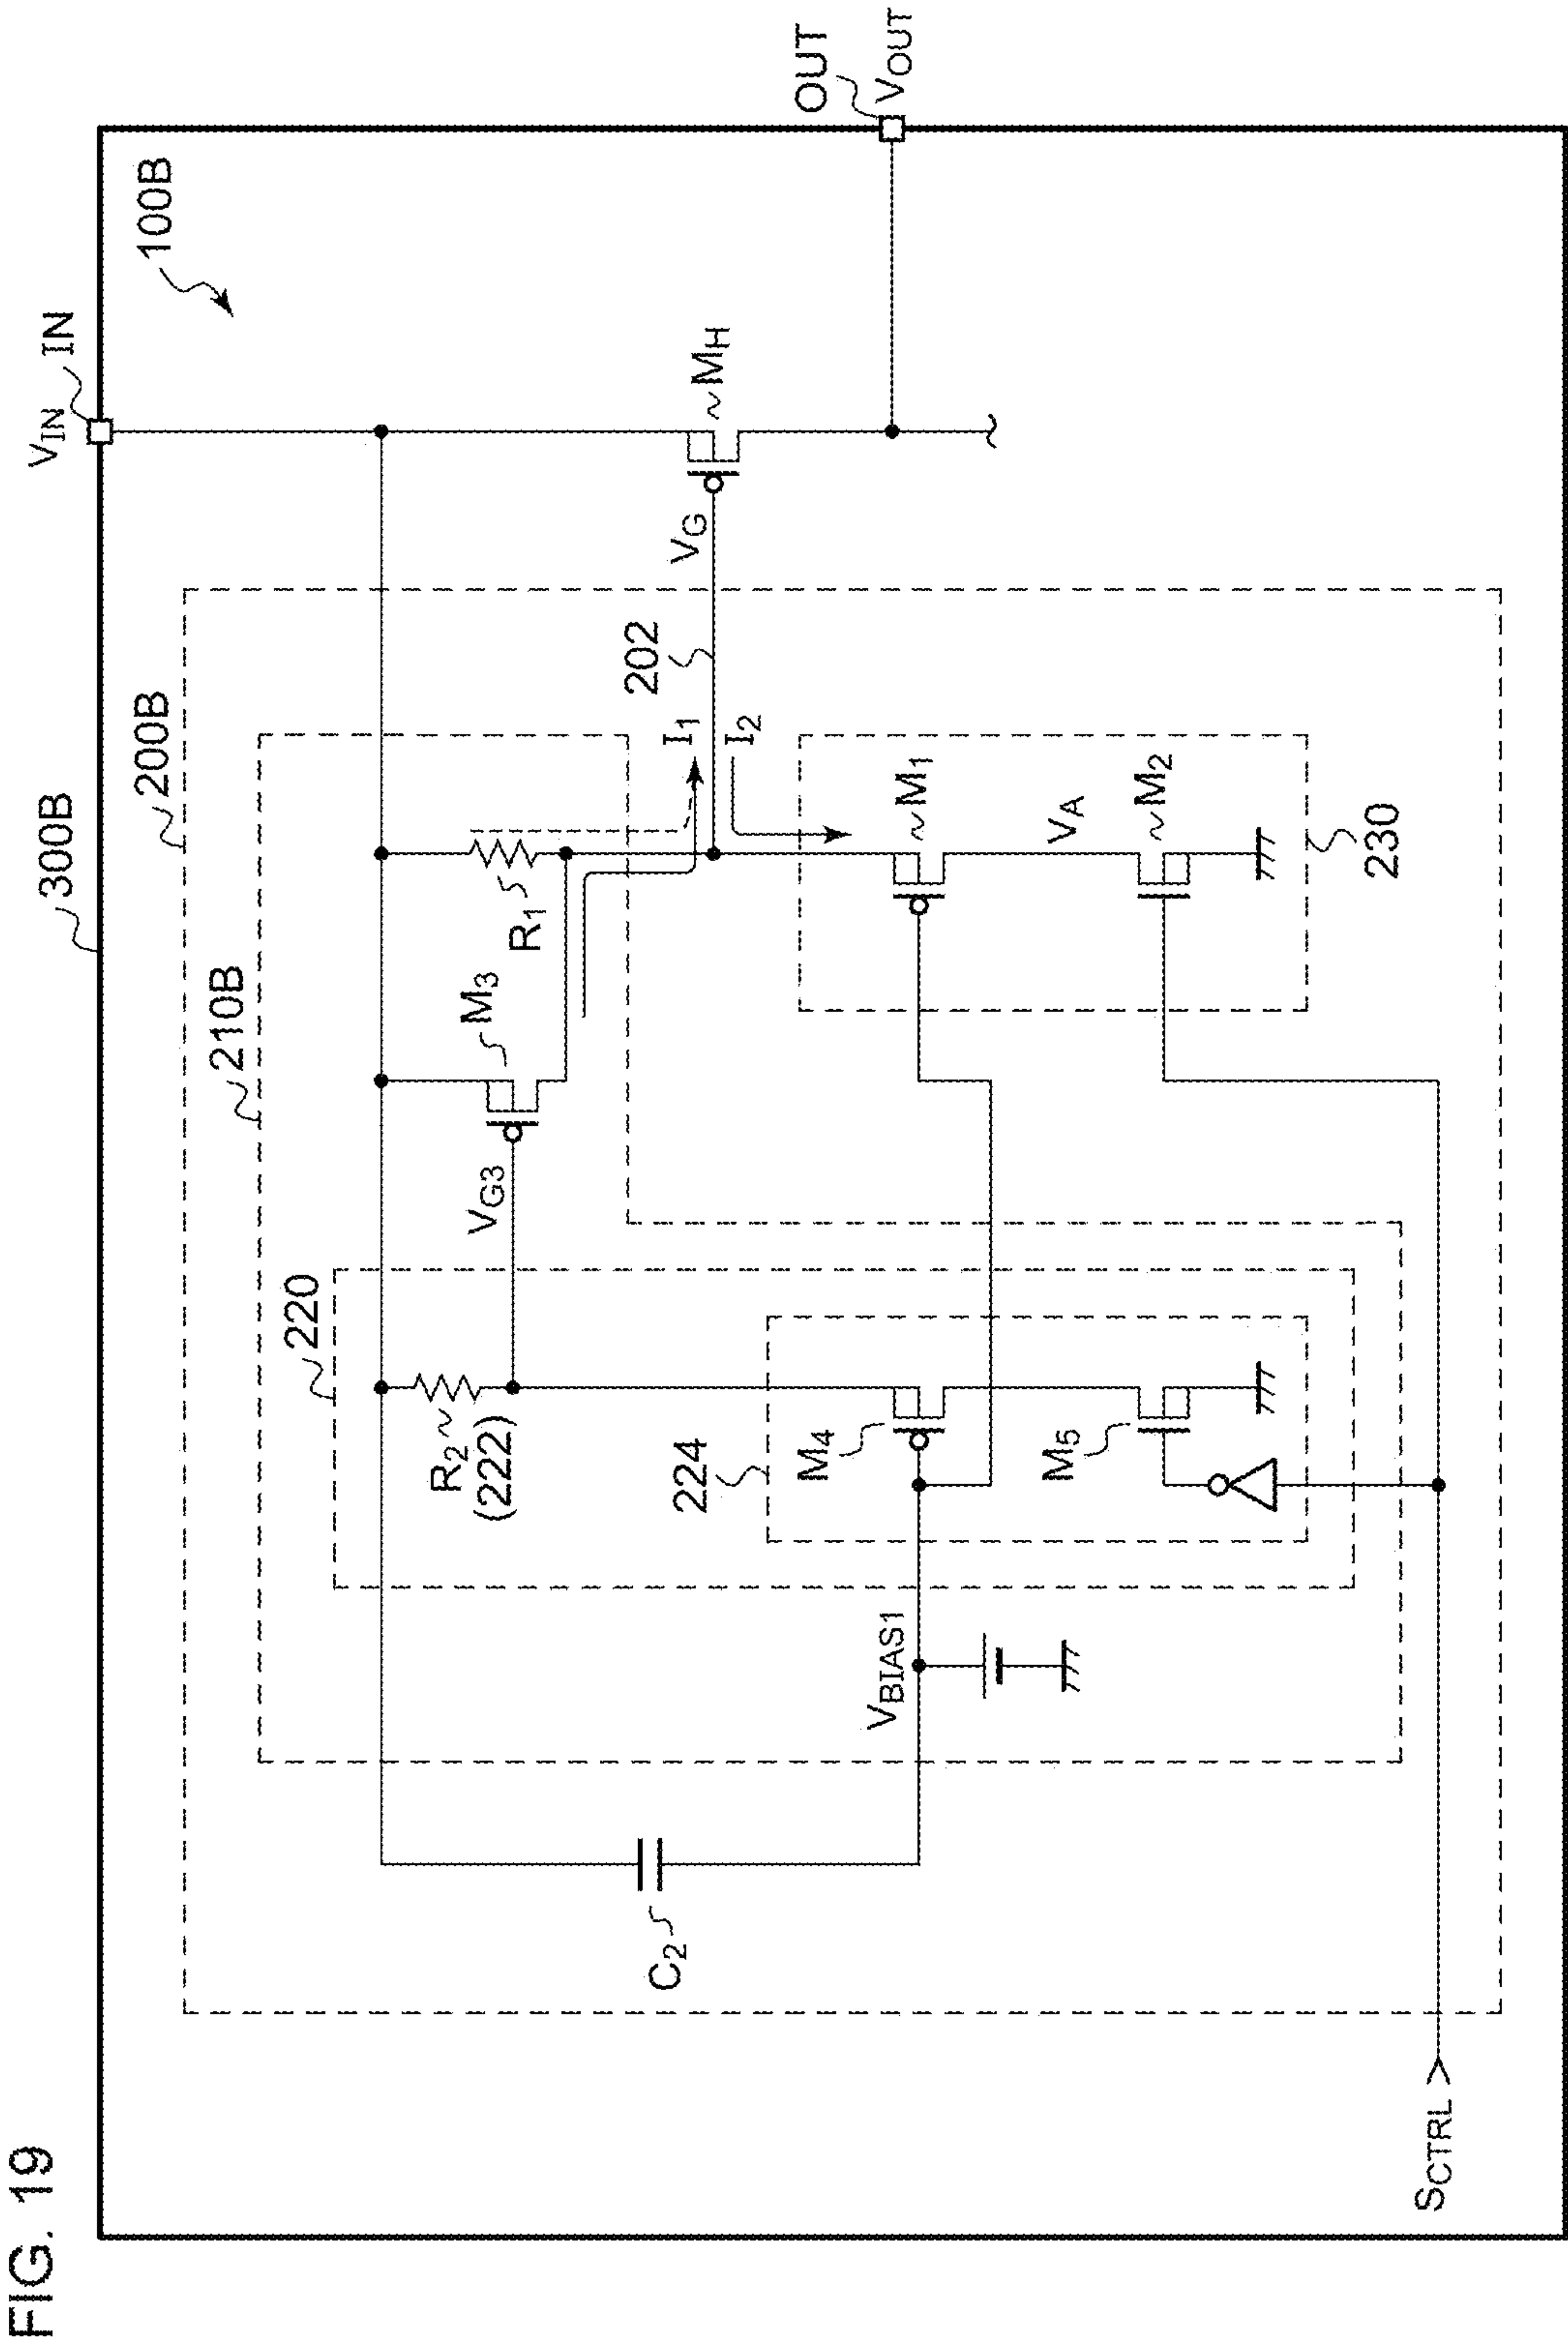 FIG. 19
300B
200B
210B
220
V_IN
IN
100B
R_2
(222)
V_G3
M_3
R_1
I_1
202
V_G
M_H
I_2
OUT
V_OUT
C_2
V_BIAS1
224
M_4
M_1
V_A
M_5
M_2
230
S_CTRL